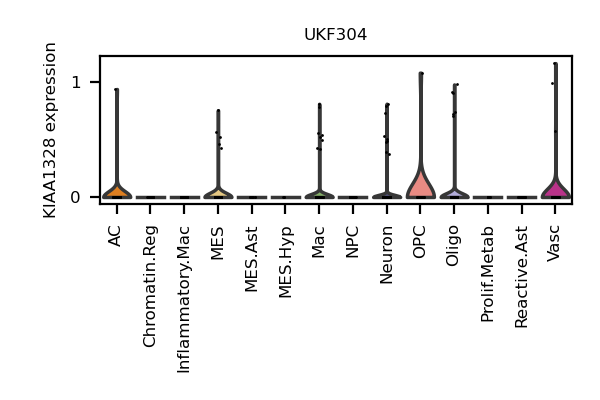 UKF304
KIAA1328 expression
1
0
AC
Chromatin.Reg
Inflammatory.Mac
MES
MES.Ast
MES.Hyp
Mac
NPC
Neuron
OPC
Oligo
Prolif.Metab
Reactive.Ast
Vasc